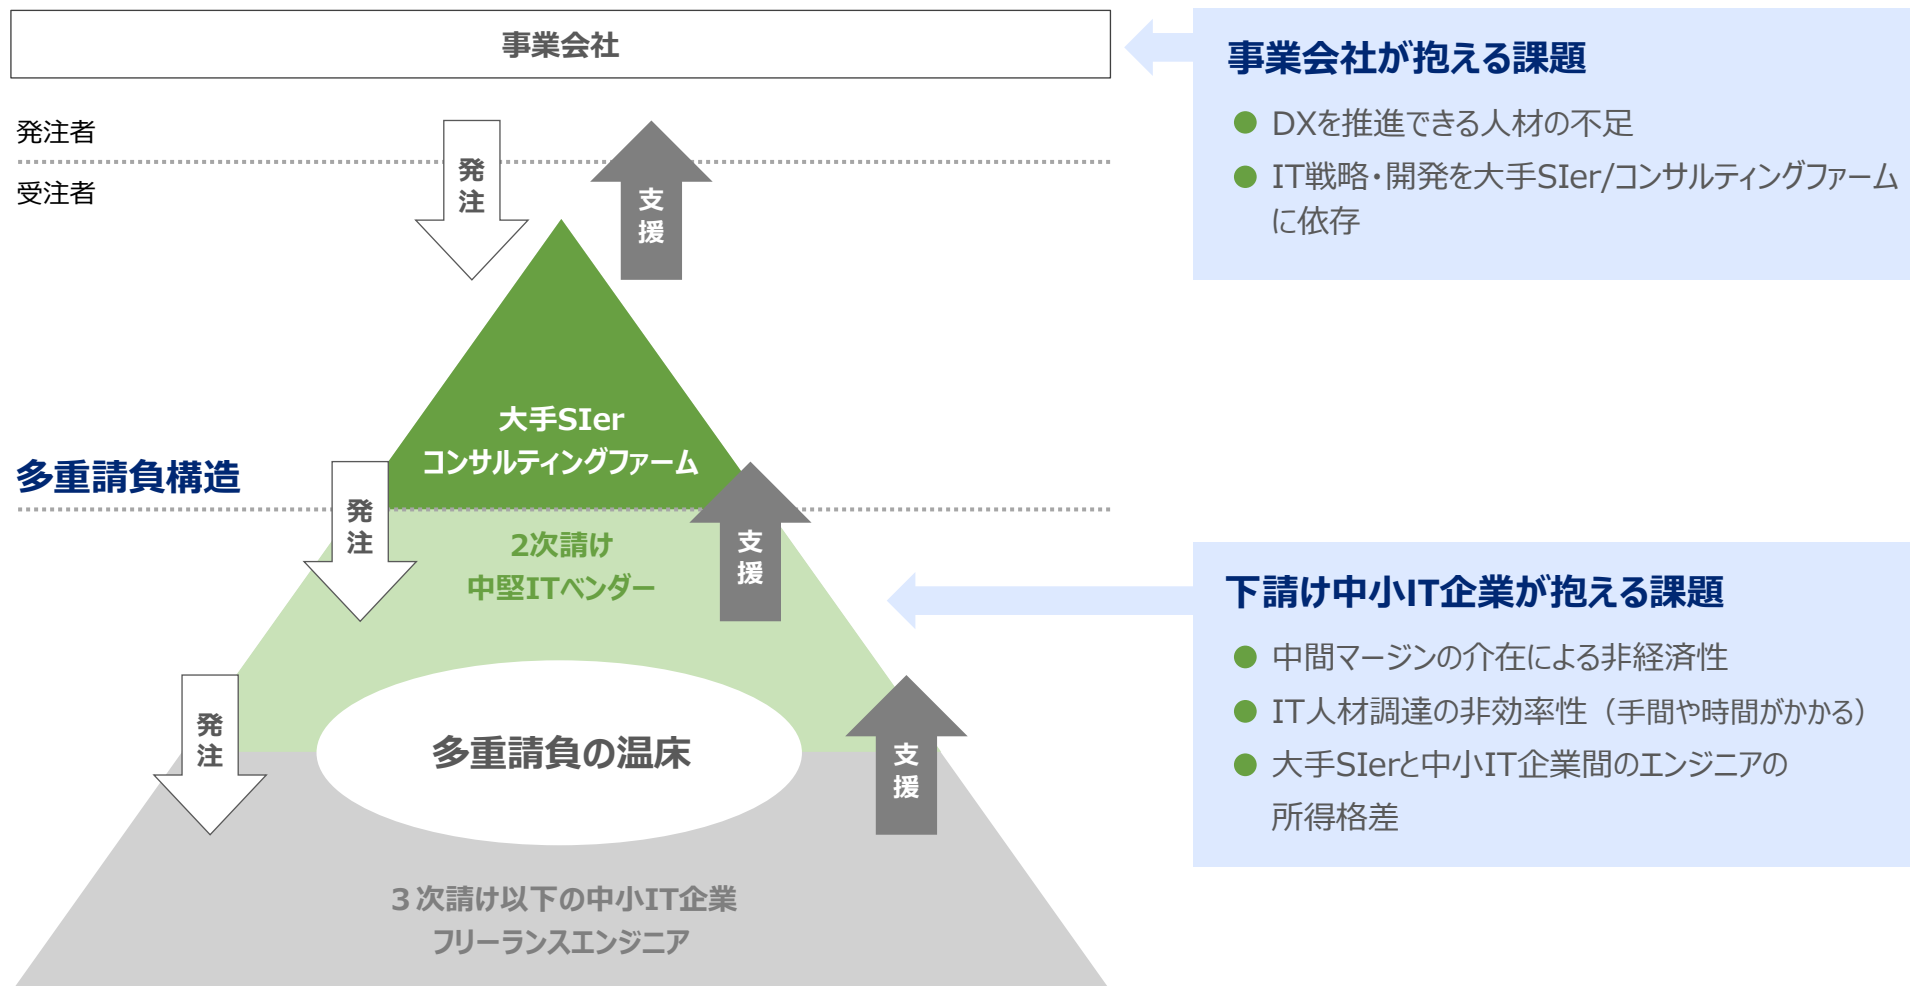 事業会社
発注者
受注者
発注
支援
大手SIer
コンサルティングファーム
多重請負構造
発注
支援
2次請け
中堅ITベンダー
発注
支援
多重請負の温床
３次請け以下の中小IT企業
フリーランスエンジニア
事業会社が抱える課題
● DXを推進できる人材の不足
● IT戦略・開発を大手SIer/コンサルティングファーム
に依存
下請け中小IT企業が抱える課題
● 中間マージンの介在による非経済性
● IT人材調達の非効率性（手間や時間がかかる）
● 大手SIerと中小IT企業間のエンジニアの
所得格差